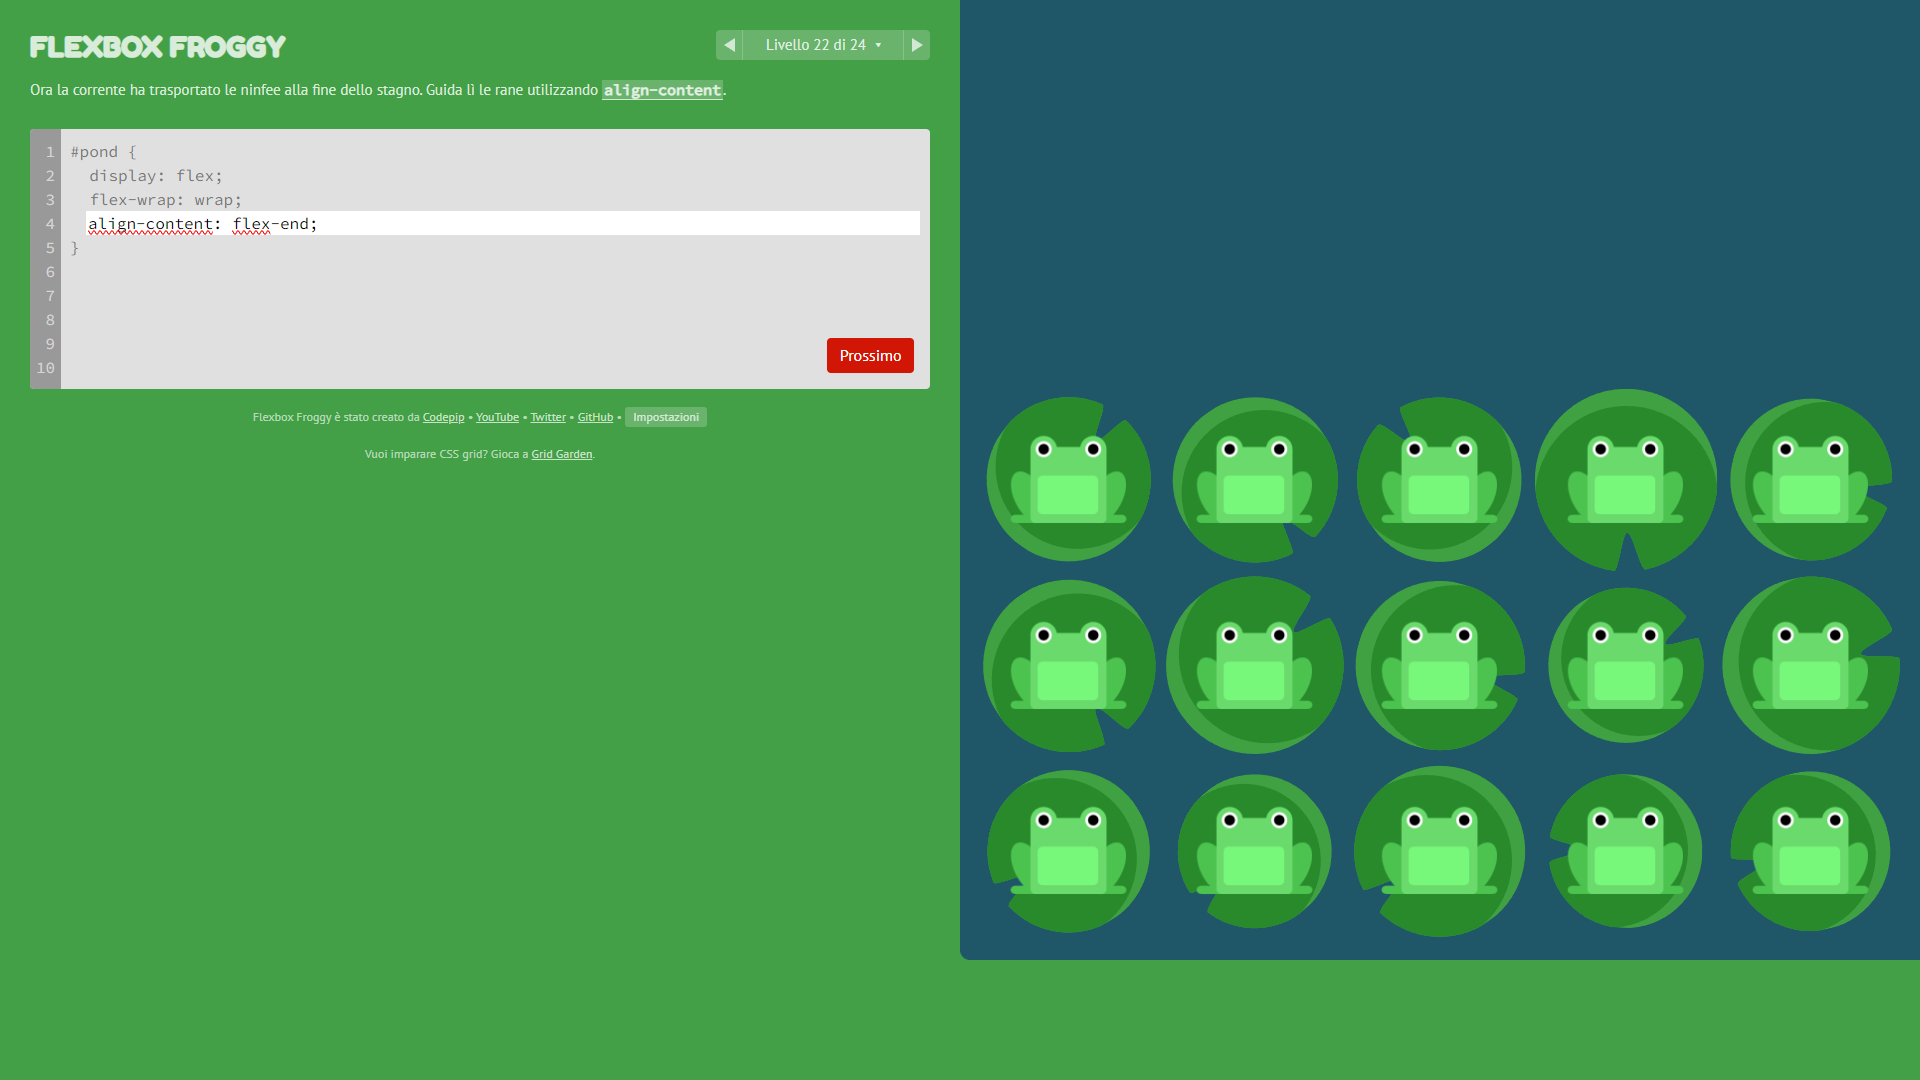 FLEXBOX FROGGY
Livello 22 di 24
Ora la corrente ha trasportato le ninfee alla fine dello stagno. Guida lì le rane utilizzando align-content.
1 #pond {
2 display: flex;
3 flex-wrap: wrap;
4 align-content: flex-end;
5 }
6
7
8
9
10
Prossimo
Flexbox Froggy è stato creato da Codepip • YouTube • Twitter • GitHub • Impostazioni
Vuoi imparare CSS grid? Gioca a Grid Garden.